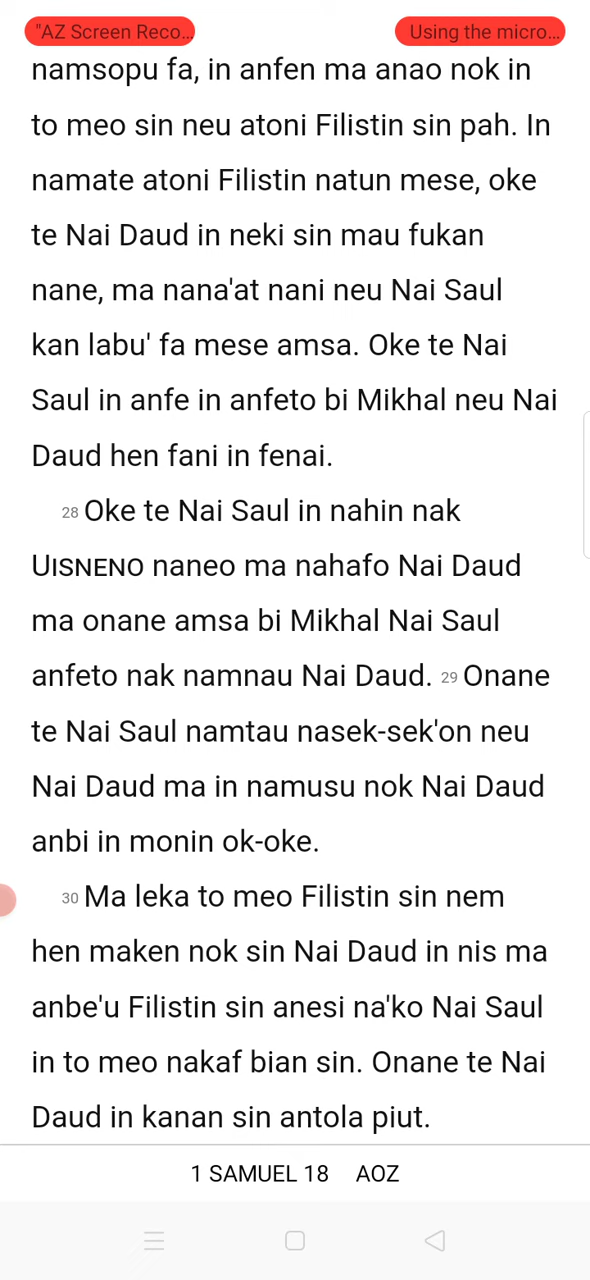 "AZ Screen Reco...
Using the micro...
namsopu fa, in anfen ma anao nok in
to meo sin neu atoni Filistin sin pah. In
namate atoni Filistin natun mese, oke
te Nai Daud in neki sin mau fukan
nane, ma nana'at nani neu Nai Saul
kan labu' fa mese amsa. Oke te Nai
Saul in anfe in anfeto bi Mikhal neu Nai
Daud hen fani in fenai.
28 Oke te Nai Saul in nahin nak
UISNENO naneo ma nahafo Nai Daud
ma onane amsa bi Mikhal Nai Saul
anfeto nak namnau Nai Daud. 29 Onane
te Nai Saul namtau nasek-sek'on neu
Nai Daud ma in namusu nok Nai Daud
anbi in monin ok-oke.
30 Ma leka to meo Filistin sin nem
hen maken nok sin Nai Daud in nis ma
anbe'u Filistin sin anesi na'ko Nai Saul
in to meo nakaf bian sin. Onane te Nai
Daud in kanan sin antola piut.
1 SAMUEL 18 AOZ